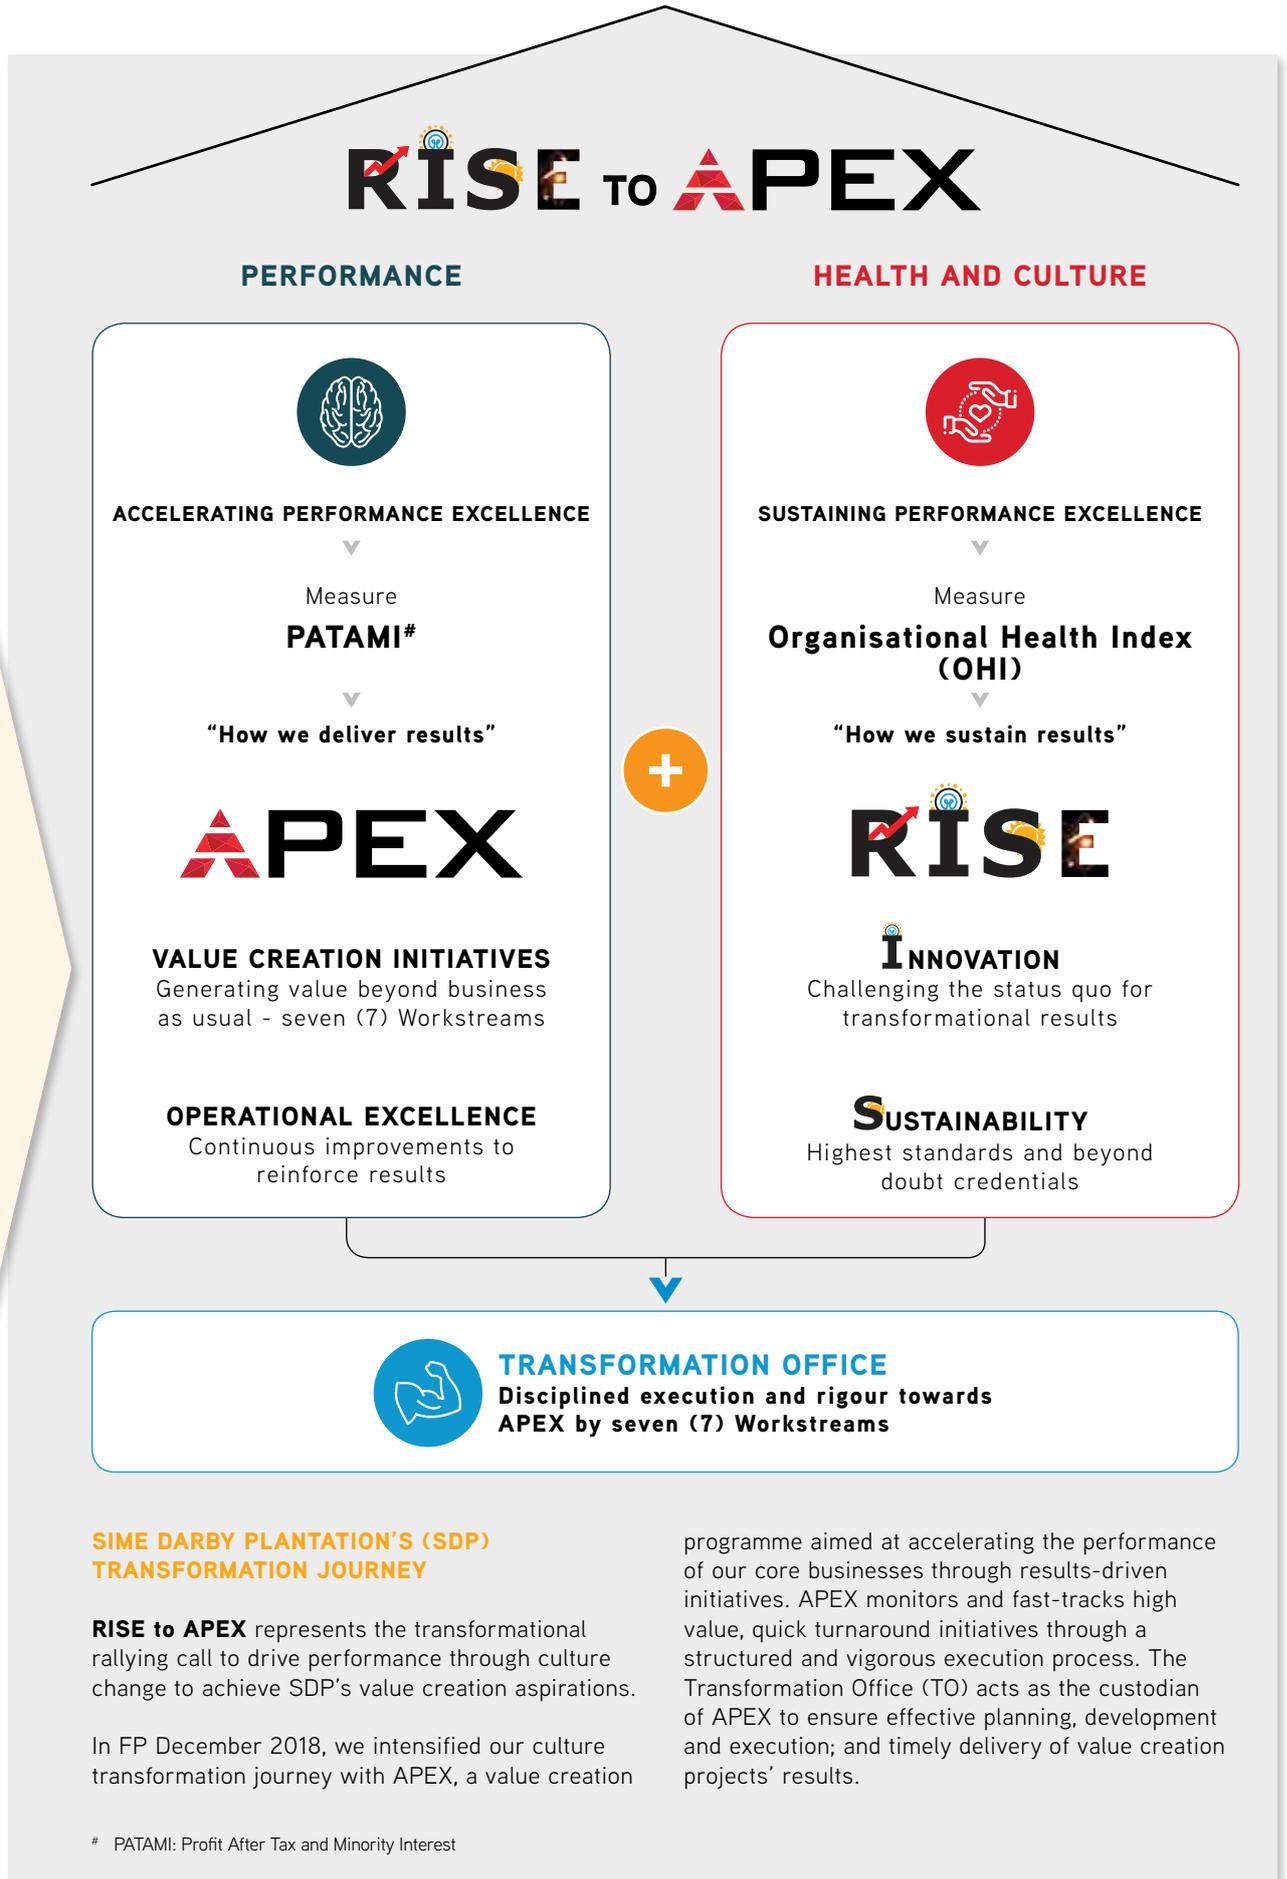 RISE TO APEX
PERFORMANCE
ACCELERATING PERFORMANCE EXCELLENCE
Measure
PATAMI#
“How we deliver results”
APEX
VALUE CREATION INITIATIVES
Generating value beyond business
as usual - seven (7) Workstreams
OPERATIONAL EXCELLENCE
Continuous improvements to
reinforce results
+
HEALTH AND CULTURE
SUSTAINING PERFORMANCE EXCELLENCE
Measure
Organisational Health Index
(OHI)
“How we sustain results”
RISE
INNOVATION
Challenging the status quo for
transformational results
SUSTAINABILITY
Highest standards and beyond
doubt credentials
TRANSFORMATION OFFICE
Disciplined execution and rigour towards
APEX by seven (7) Workstreams
SIME DARBY PLANTATION’S (SDP)
TRANSFORMATION JOURNEY
RISE to APEX represents the transformational
rallying call to drive performance through culture
change to achieve SDP’s value creation aspirations.
In FP December 2018, we intensified our culture
transformation journey with APEX, a value creation
programme aimed at accelerating the performance
of our core businesses through results-driven
initiatives. APEX monitors and fast-tracks high
value, quick turnaround initiatives through a
structured and vigorous execution process. The
Transformation Office (TO) acts as the custodian
of APEX to ensure effective planning, development
and execution; and timely delivery of value creation
projects’ results.
# PATAMI: Profit After Tax and Minority Interest